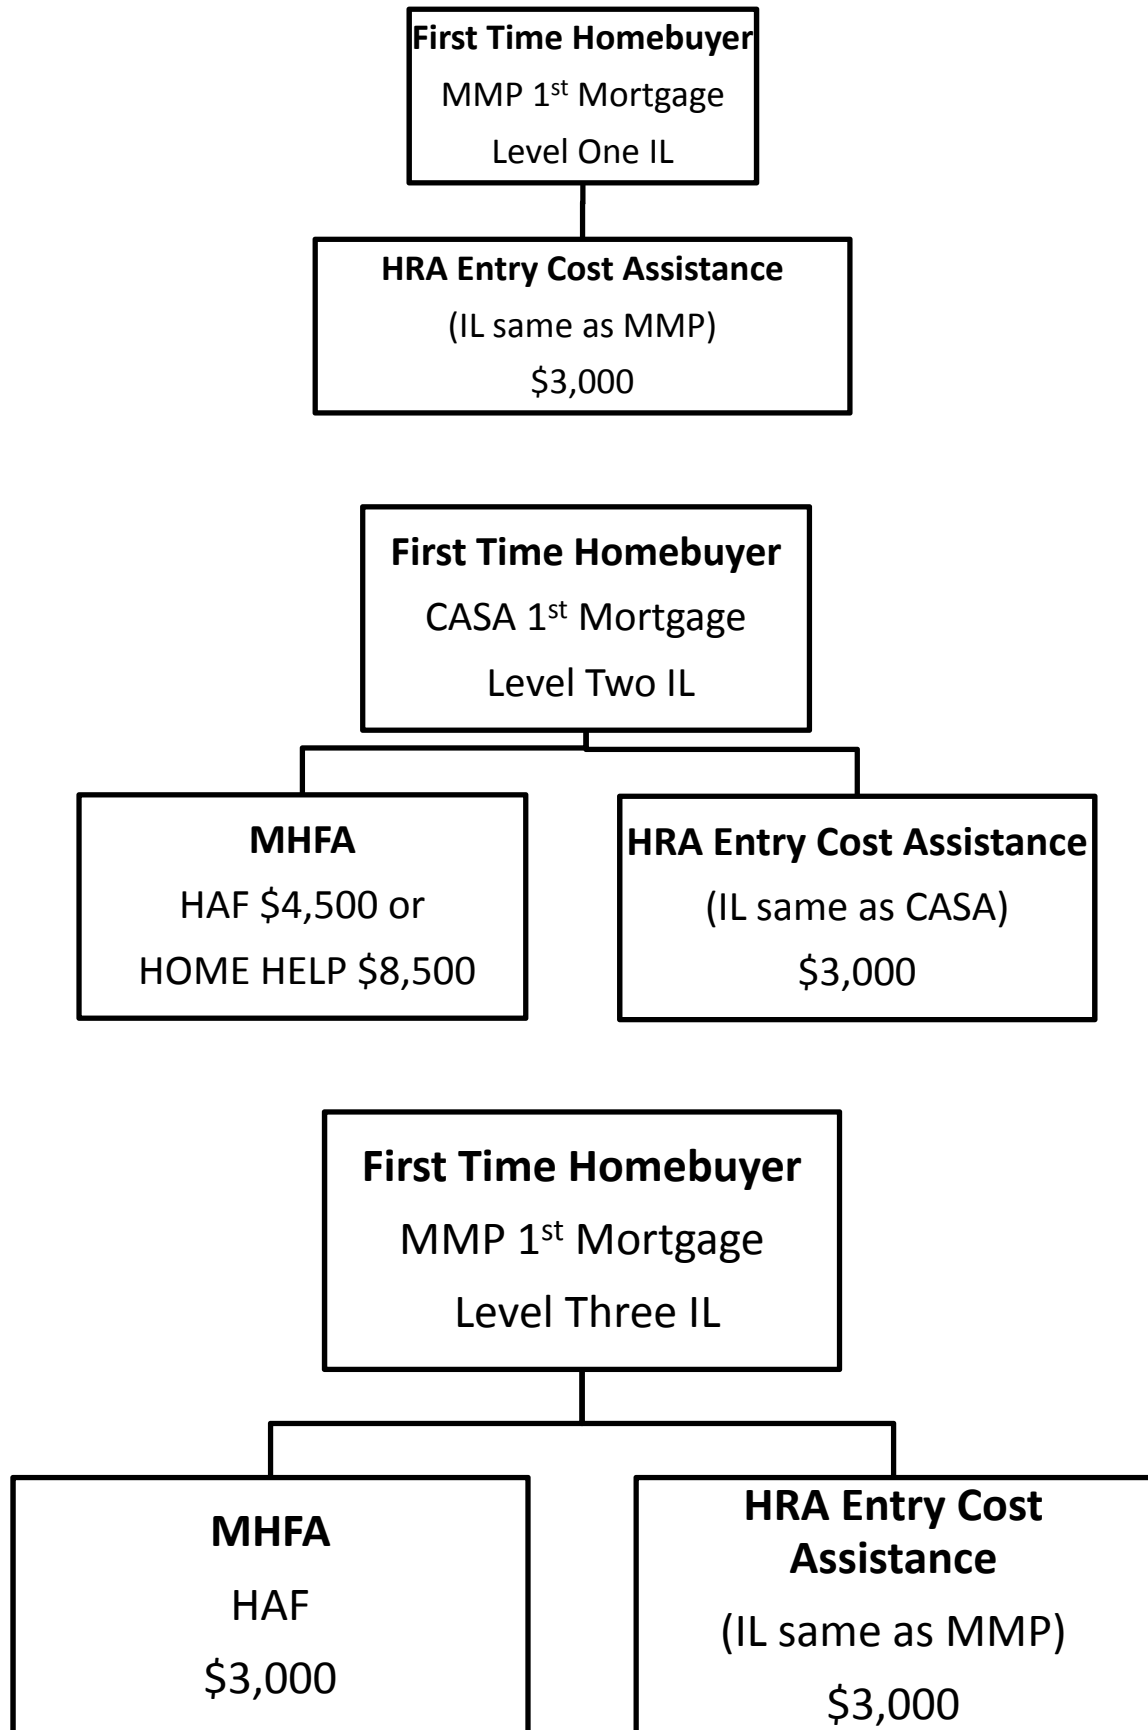 First Time Homebuyer
MMP 1st Mortgage
Level One IL
HRA Entry Cost Assistance
(IL same as MMP)
$3,000
First Time Homebuyer
CASA 1st Mortgage
Level Two IL
MHFA
HAF $4,500 or
HOME HELP $8,500
HRA Entry Cost Assistance
(IL same as CASA)
$3,000
First Time Homebuyer
MMP 1st Mortgage
Level Three IL
MHFA
HAF
$3,000
HRA Entry Cost
Assistance
(IL same as MMP)
$3,000